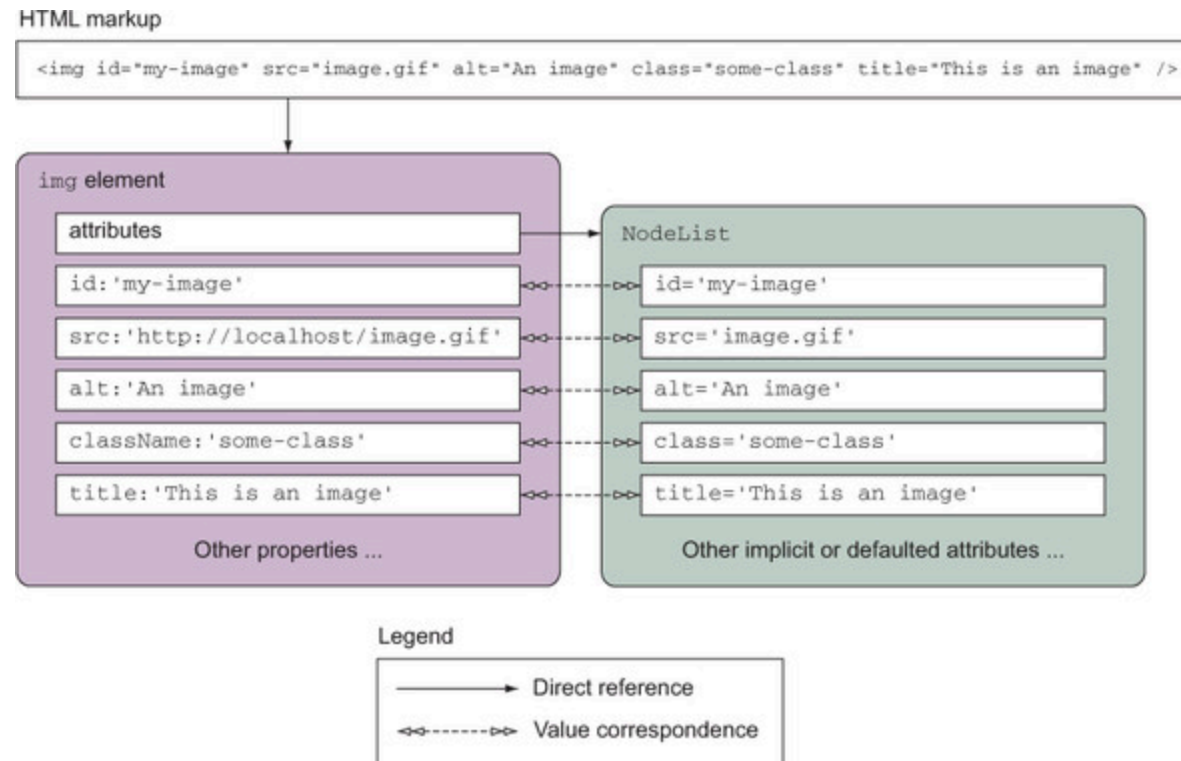 HTML markup
<img id="my-image" src="image.gif" alt="An image" class="some-class" title="This is an image" />
img element
attributes
id:'my-image'
src:'http://localhost/image.gif'
alt:'An image'
className:'some-class'
title:'This is an image'
Other properties ...
NodeList
id='my-image'
src='image.gif'
alt='An image'
class='some-class'
title='This is an image'
Other implicit or defaulted attributes ...
Legend
Direct reference
Value correspondence